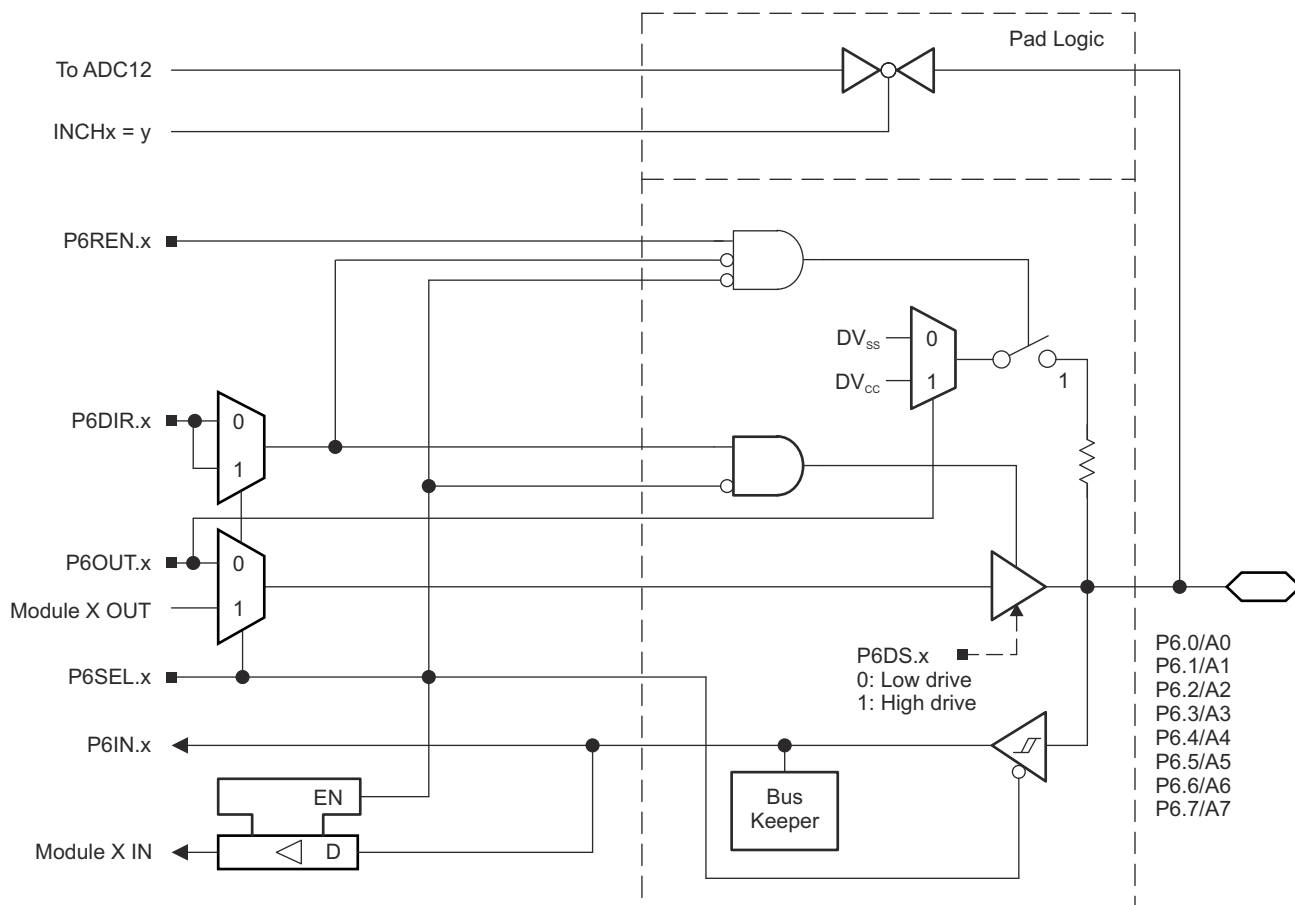 Pad Logic
To ADC12
INCHx = y
P6REN.x
DVSS
0
DVCC
1
1
P6DIR.x
0
1
P6OUT.x
0
Module X OUT
1
P6SEL.x
P6DS.x
0: Low drive
1: High drive
P6.0/A0
P6.1/A1
P6.2/A2
P6.3/A3
P6.4/A4
P6.5/A5
P6.6/A6
P6.7/A7
P6IN.x
Bus
Keeper
EN
Module X IN
D